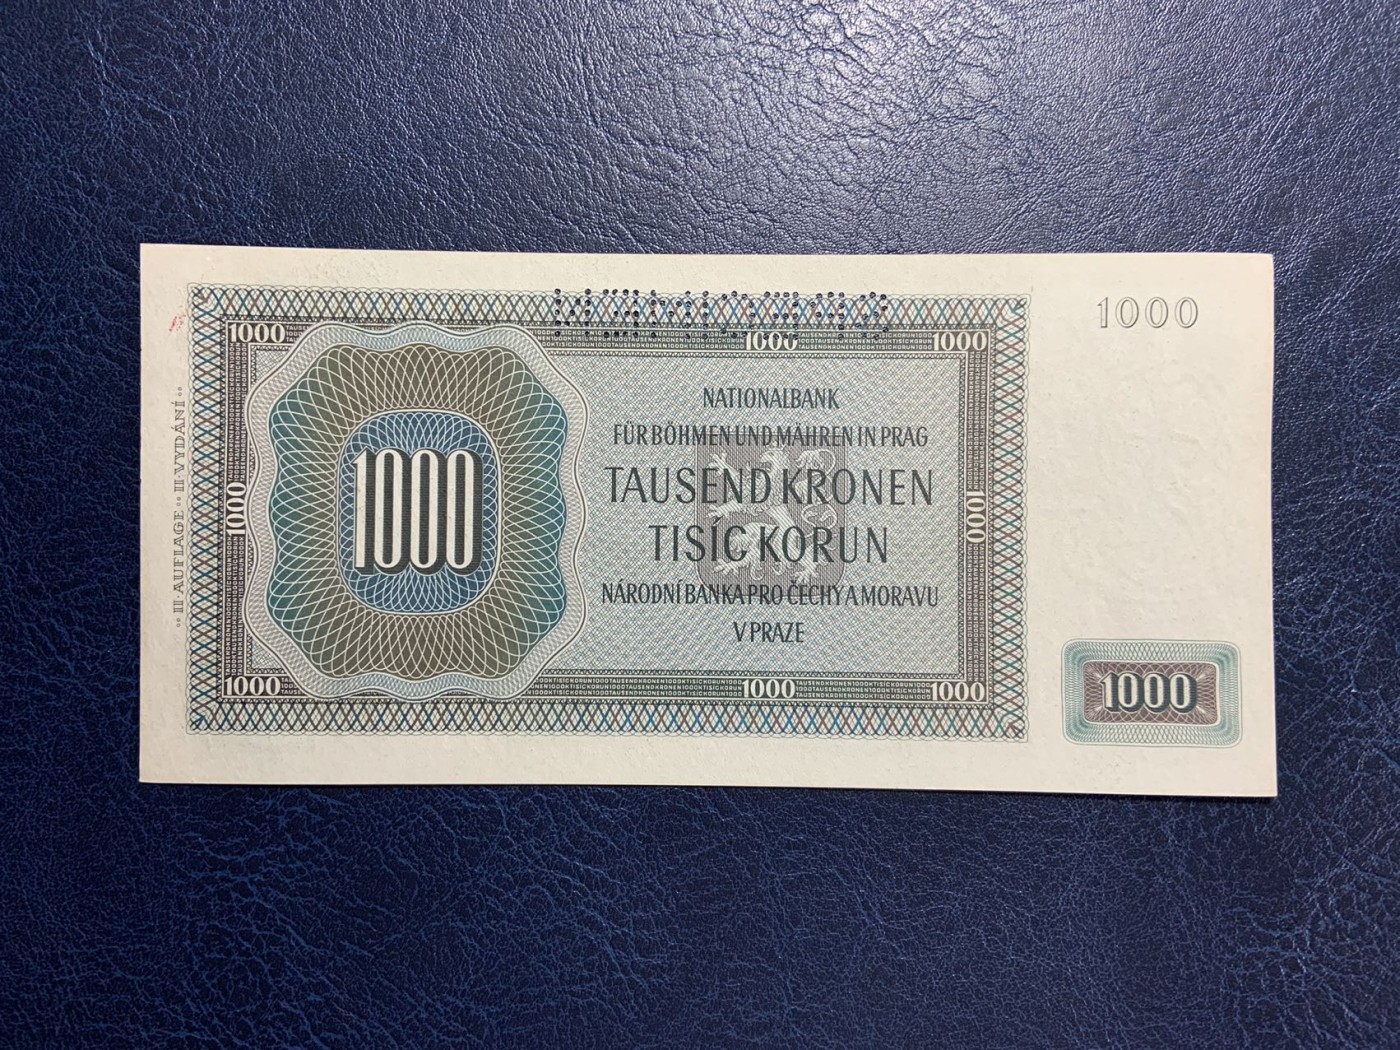 1000
1000
1000
1000
SPECIMEN
NATIONALBANK
FÜR BÖHMEN UND MÄHREN IN PRAG
TAUSEND KRONEN
TISÍC KORUN
NÁRODNÍ BANKA PRO ČECHY A MORAVU
V PRAZE
1000
1000
1000
1000
1000
1000
1000
°° II·AUFLAGE °° II·VYDÁNÍ °°